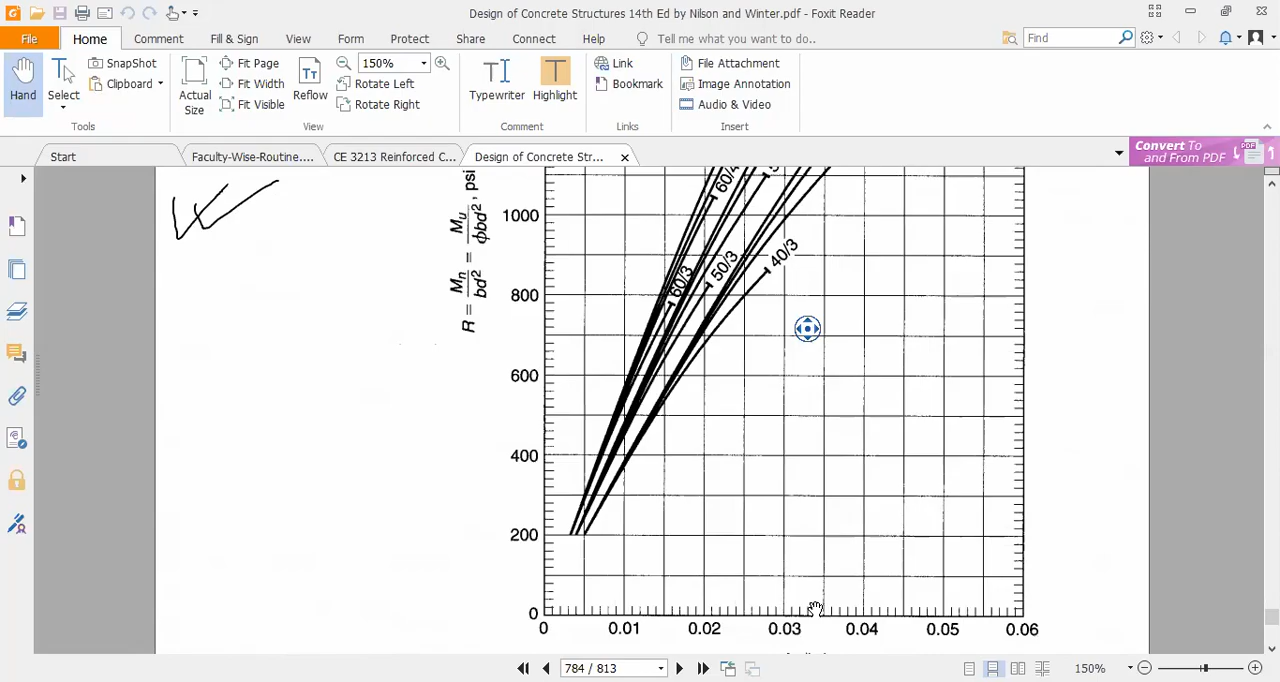 Design of Concrete Structures 14th Ed by Nilson and Winter.pdf - Foxit Reader
File Home Comment Fill & Sign View Form Protect Share Connect Help Tell me what you want to do.. Find
Hand
Select
SnapShot
Clipboard
Actual Size
Fit Page
Fit Width
Fit Visible
Reflow
150%
Rotate Left
Rotate Right
Typewriter
Highlight
Link
Bookmark
File Attachment
Image Annotation
Audio & Video
Tools View Comment Links Insert
Start Faculty-Wise-Routine.... CE 3213 Reinforced C... Design of Concrete Stru...
Convert To
and From PDF
PDF
R = Mn/bd² = Mu/ϕbd², psi
1000
800
600
400
200
0
60/3
50/3
40/3
0 0.01 0.02 0.03 0.04 0.05 0.06
784 / 813
150%